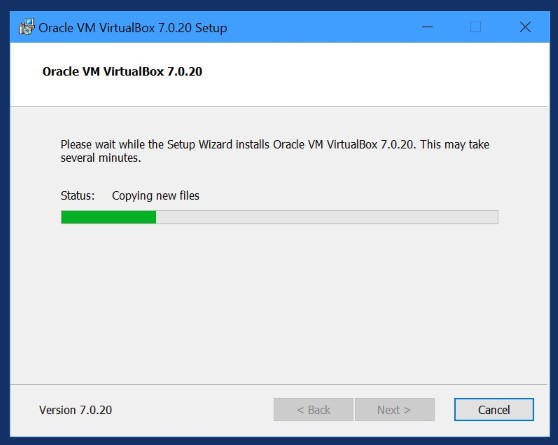 Oracle VM VirtualBox 7.0.20 Setup
Oracle VM VirtualBox 7.0.20
Please wait while the Setup Wizard installs Oracle VM VirtualBox 7.0.20. This may take
several minutes.
Status: Copying new files
Version 7.0.20
< Back
Next >
Cancel